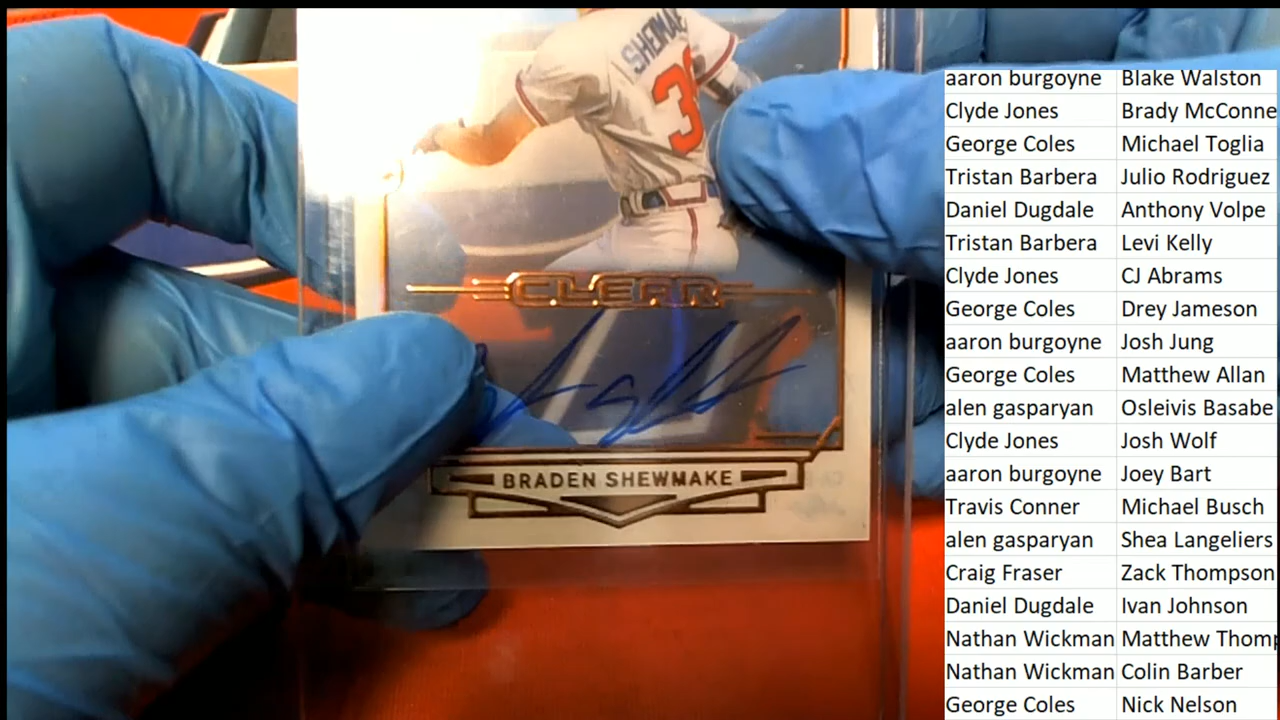 CLEAR
BRADEN SHEWMAKE
aaron burgoyne Blake Walston
Clyde Jones Brady McConne
George Coles Michael Toglia
Tristan Barbera Julio Rodriguez
Daniel Dugdale Anthony Volpe
Tristan Barbera Levi Kelly
Clyde Jones CJ Abrams
George Coles Drey Jameson
aaron burgoyne Josh Jung
George Coles Matthew Allan
alen gasparyan Osleivis Basabe
Clyde Jones Josh Wolf
aaron burgoyne Joey Bart
Travis Conner Michael Busch
alen gasparyan Shea Langeliers
Craig Fraser Zack Thompson
Daniel Dugdale Ivan Johnson
Nathan Wickman Matthew Thomp
Nathan Wickman Colin Barber
George Coles Nick Nelson